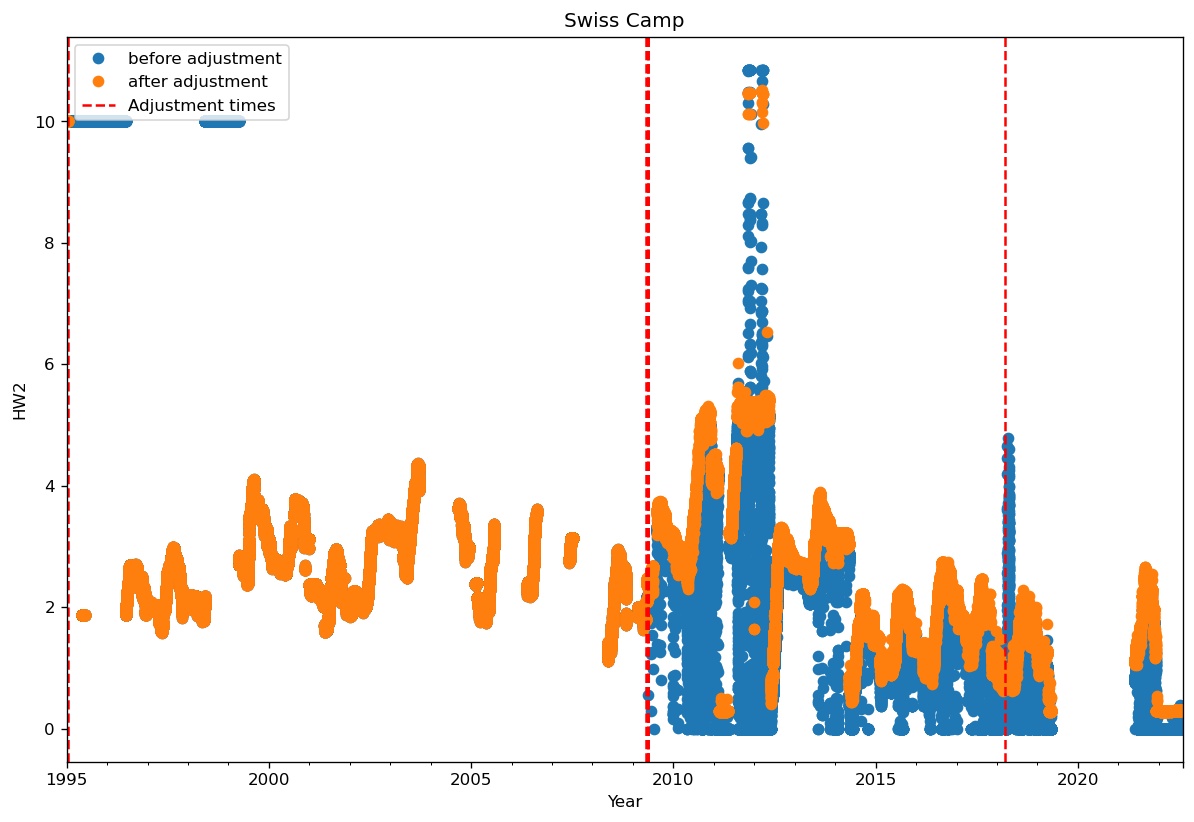 Swiss Camp
before adjustment
after adjustment
Adjustment times
HW2
10
8
6
4
2
0
1995 2000 2005 2010 2015 2020
Year